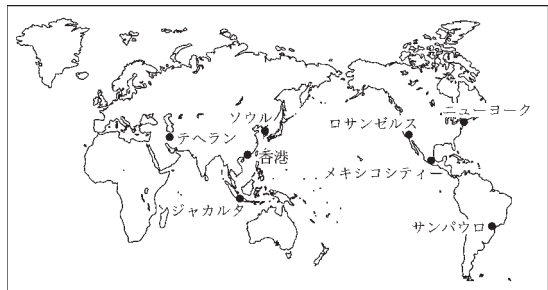 ニューヨーク
ソウル
ロサンゼルス
テヘラン
香港
メキシコシティー
ジャカルタ
サンパウロ